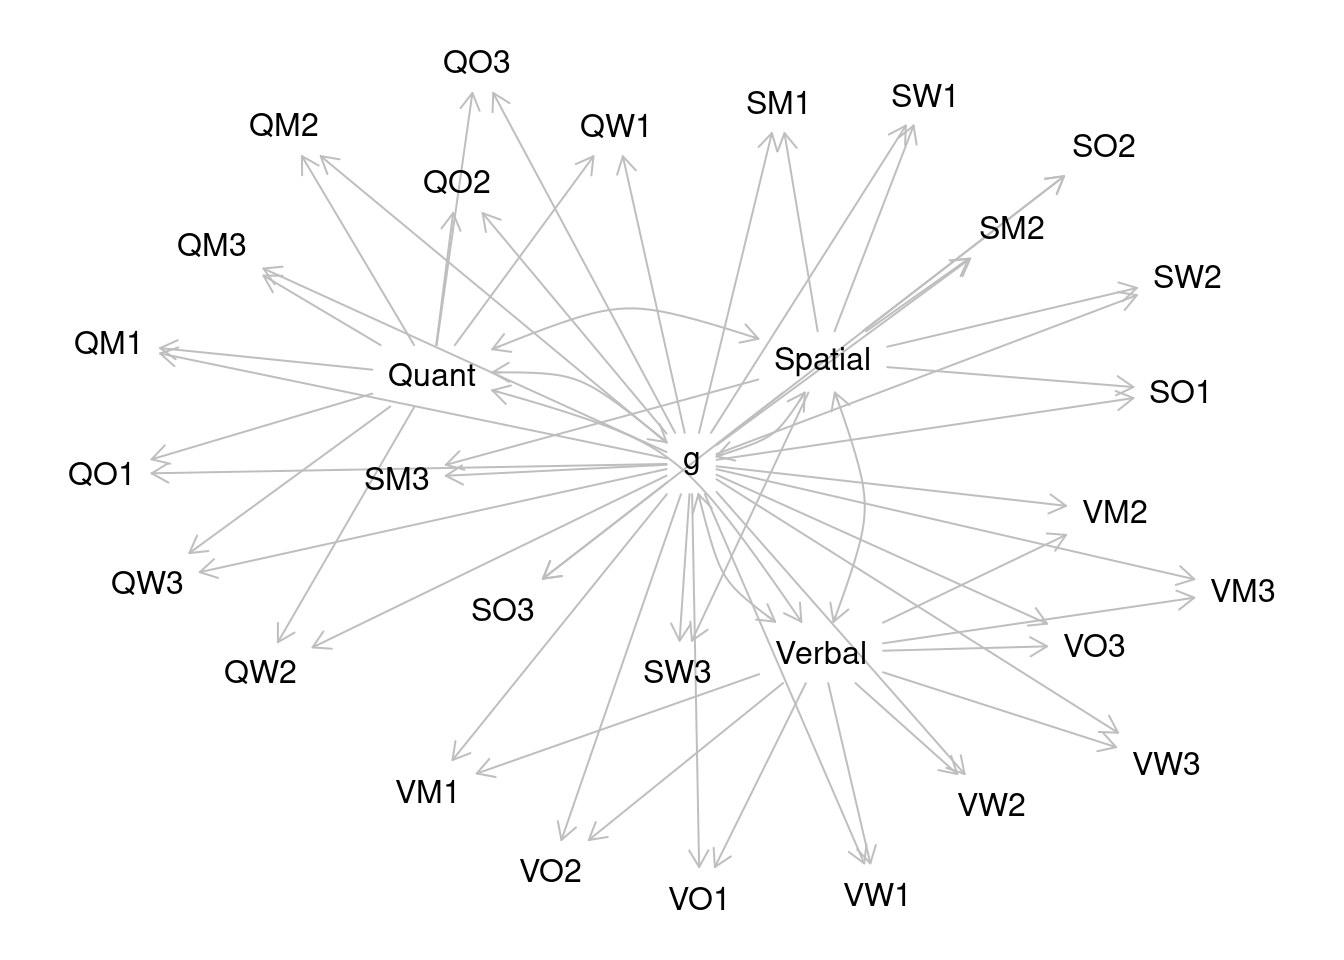 QO3
SW1
SM1
QM2
QW1
SO2
QO2
SM2
QM3
SW2
QM1
Spatial
Quant
SO1
g
QO1
SM3
VM2
QW3
VM3
SO3
VO3
Verbal
QW2
SW3
VW3
VM1
VW2
VO2
VW1
VO1